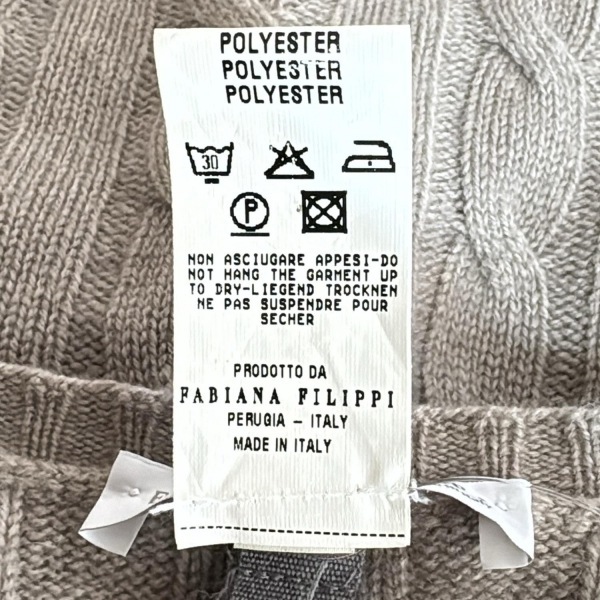 POLYESTER
POLYESTER
POLYESTER
30
P
NON ASCIUGARE APPESI-DO
NOT HANG THE GARMENT UP
TO DRY-LIEGEND TROCKNEN
NE PAS SUSPENDRE POUR
SECHER
PRODOTTO DA
FABIANA FILIPPI
PERUGIA – ITALY
MADE IN ITALY